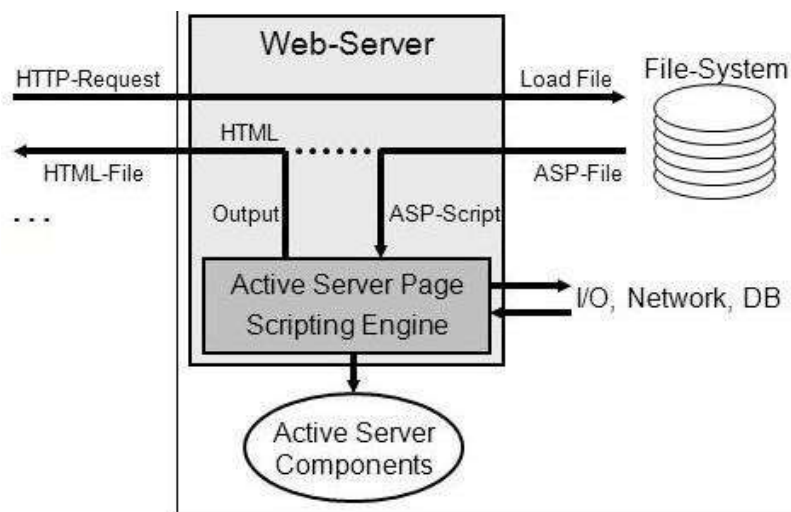 Web-Server
HTTP-Request
Load File
File-System
HTML
HTML-File
ASP-File
...
Output
ASP-Script
Active Server Page
Scripting Engine
I/O, Network, DB
Active Server
Components